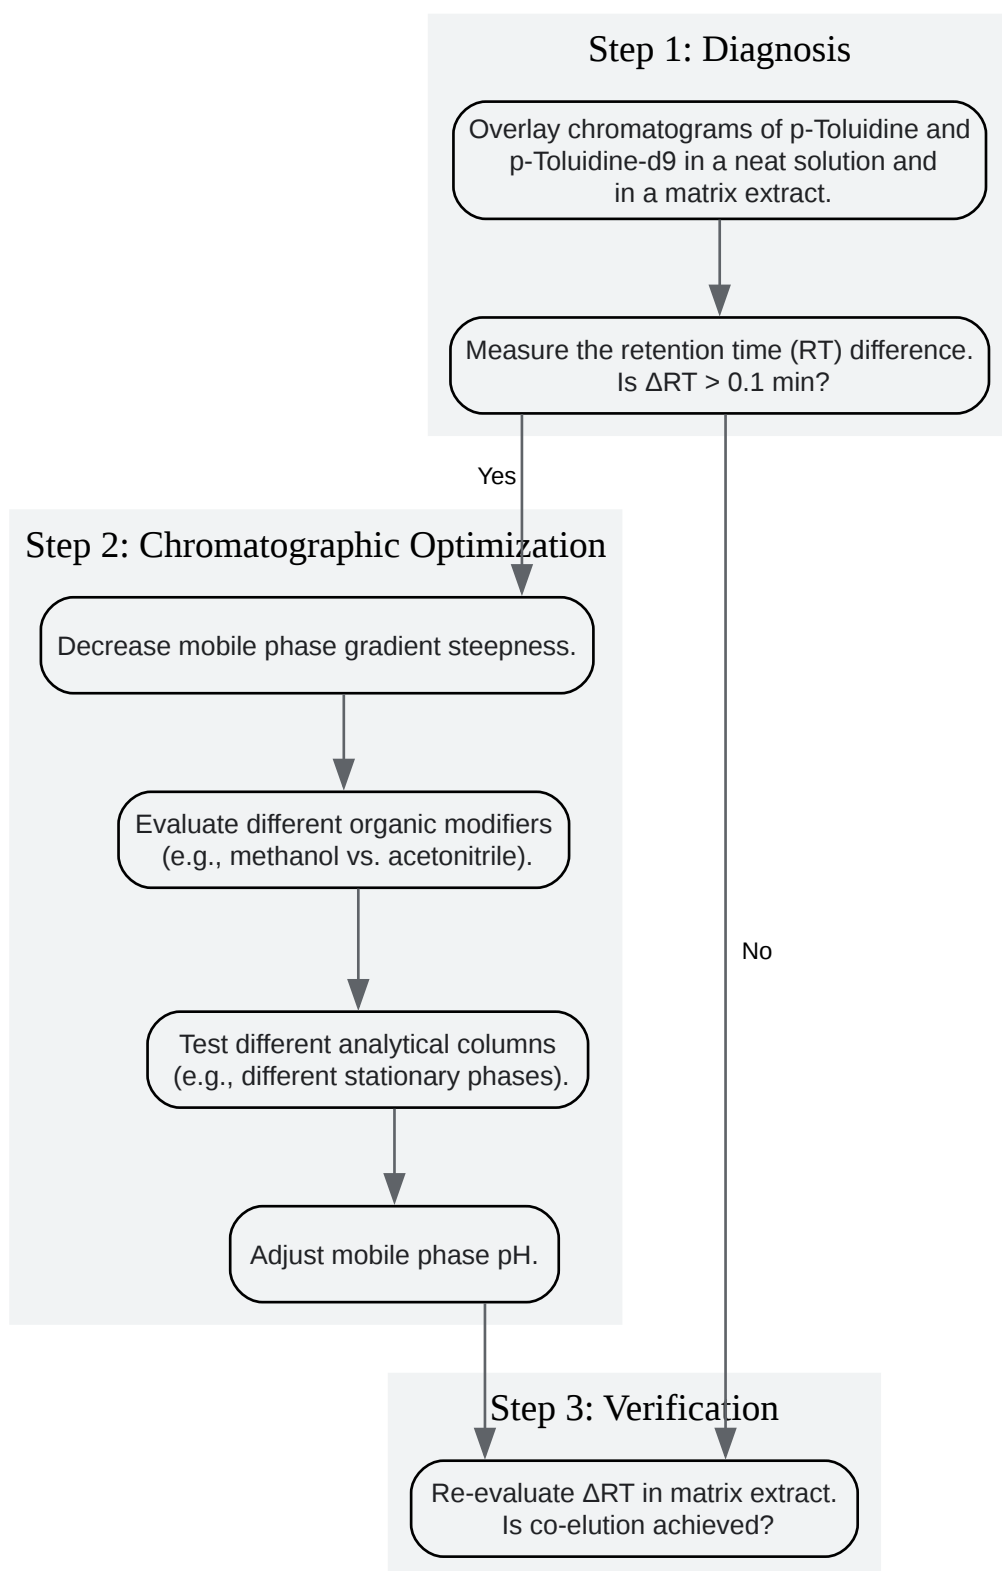 Step 1: Diagnosis
Overlay chromatograms of p-Toluidine and
p-Toluidine-d9 in a neat solution and
in a matrix extract.
Measure the retention time (RT) difference.
Is ΔRT > 0.1 min?
Yes
Step 2: Chromatographic Optimization
Decrease mobile phase gradient steepness.
Evaluate different organic modifiers
(e.g., methanol vs. acetonitrile).
No
Test different analytical columns
(e.g., different stationary phases).
Adjust mobile phase pH.
Step 3: Verification
Re-evaluate ΔRT in matrix extract.
Is co-elution achieved?